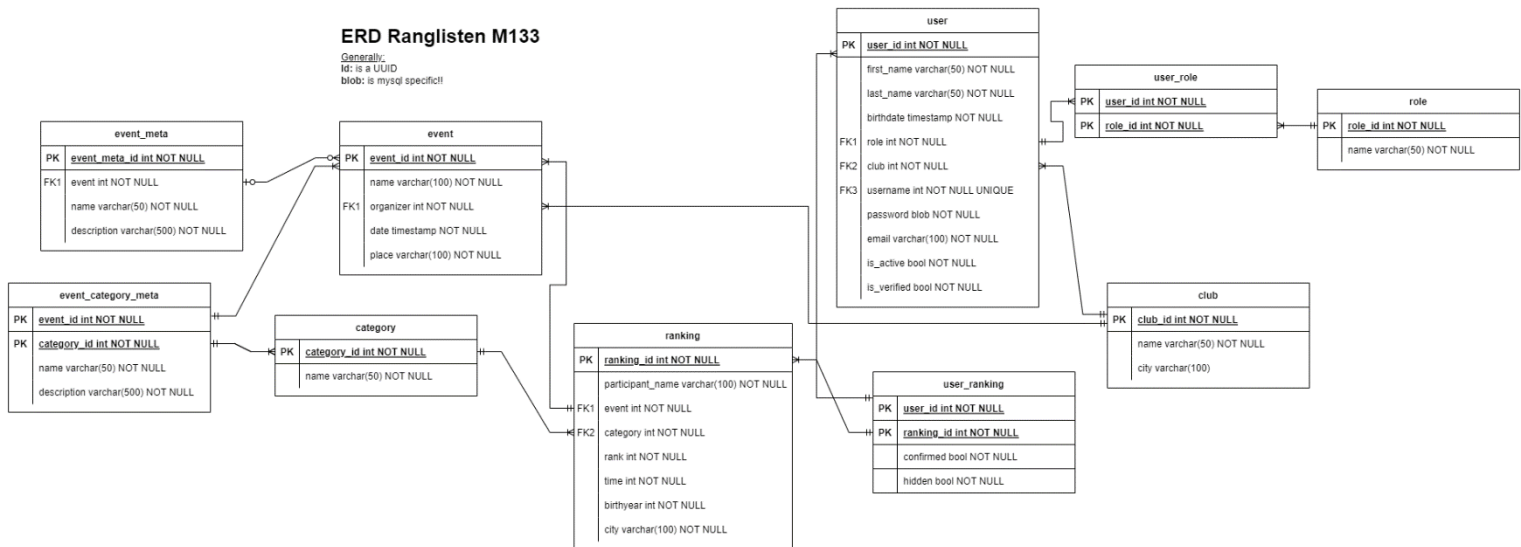 ERD Ranglisten M133
Generally:
Id: is a UUID
blob: is mysql specific!!
event_meta
PK event_meta_id int NOT NULL
FK1 event int NOT NULL
name varchar(50) NOT NULL
description varchar(500) NOT NULL
event
PK event_id int NOT NULL
name varchar(100) NOT NULL
FK1 organizer int NOT NULL
date timestamp NOT NULL
place varchar(100) NOT NULL
user
PK user_id int NOT NULL
first_name varchar(50) NOT NULL
last_name varchar(50) NOT NULL
birthdate timestamp NOT NULL
FK1 role int NOT NULL
FK2 club int NOT NULL
FK3 username int NOT NULL UNIQUE
password blob NOT NULL
email varchar(100) NOT NULL
is_active bool NOT NULL
is_verified bool NOT NULL
user_role
PK user_id int NOT NULL
PK role_id int NOT NULL
role
PK role_id int NOT NULL
name varchar(50) NOT NULL
event_category_meta
PK event_id int NOT NULL
PK category_id int NOT NULL
name varchar(50) NOT NULL
description varchar(500) NOT NULL
category
PK category_id int NOT NULL
name varchar(50) NOT NULL
ranking
PK ranking_id int NOT NULL
participant_name varchar(100) NOT NULL
FK1 event int NOT NULL
FK2 category int NOT NULL
rank int NOT NULL
time int NOT NULL
birthyear int NOT NULL
city varchar(100) NOT NULL
user_ranking
PK user_id int NOT NULL
PK ranking_id int NOT NULL
confirmed bool NOT NULL
hidden bool NOT NULL
club
PK club_id int NOT NULL
name varchar(50) NOT NULL
city varchar(100)